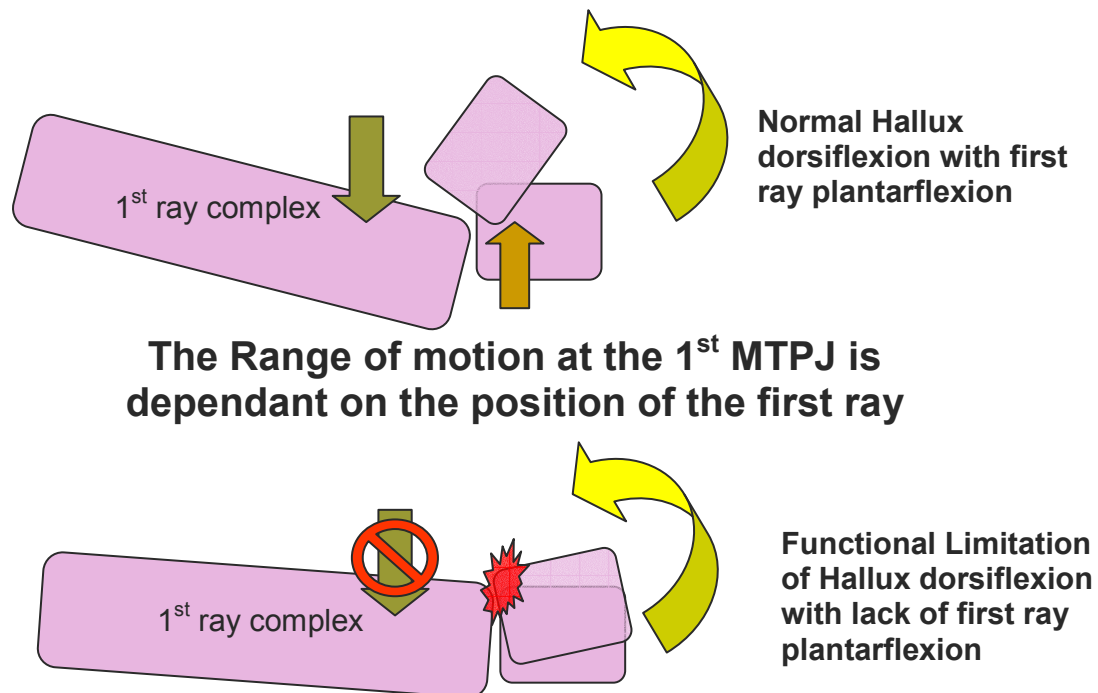 Normal Hallux
dorsiflexion with first
ray plantarflexion
1st ray complex
The Range of motion at the 1st MTPJ is
dependant on the position of the first ray
Functional Limitation
of Hallux dorsiflexion
with lack of first ray
plantarflexion
1st ray complex